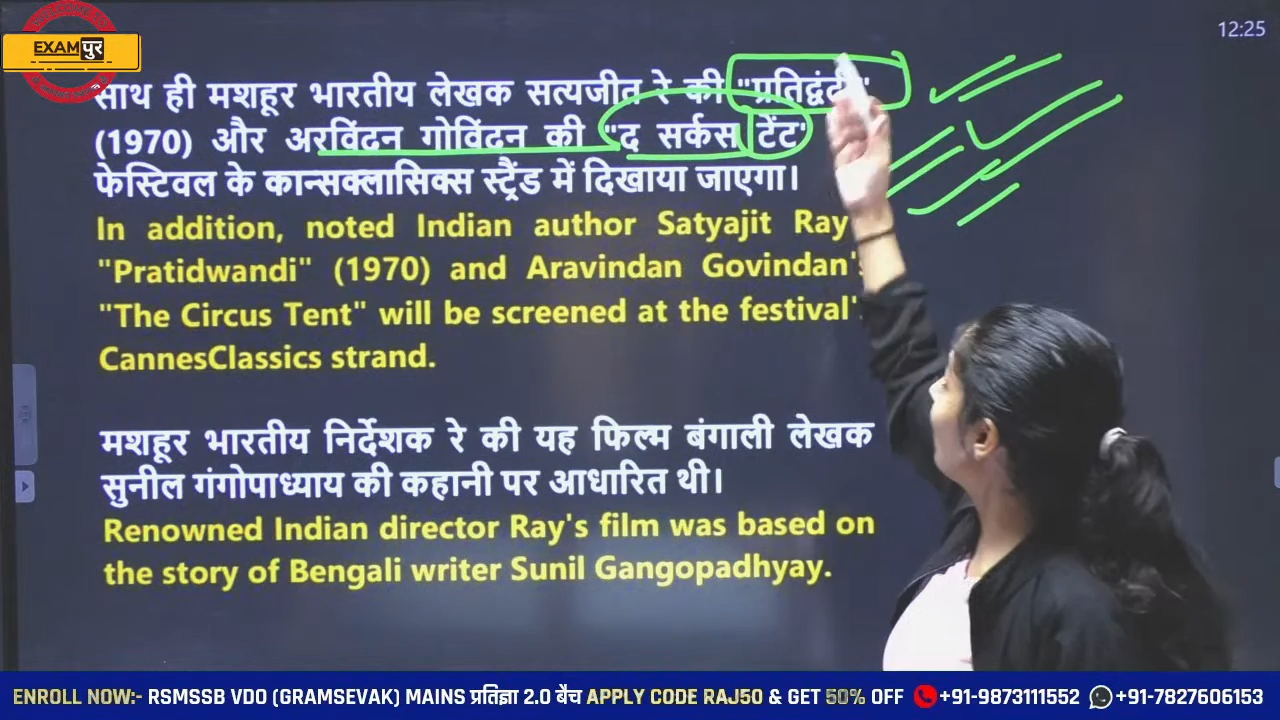 WELCOME TO
EXAMपुर
12:25
साथ ही मशहूर भारतीय लेखक सत्यजीत रे की "प्रतिद्वंदी"
(1970) और अरविंदन गोविंदन की "द सर्कस टेंट"
फेस्टिवल के कान्सक्लासिक्स स्ट्रैंड में दिखाया जाएगा।
In addition, noted Indian author Satyajit Ray
"Pratidwandi" (1970) and Aravindan Govindan's
"The Circus Tent" will be screened at the festival'
CannesClassics strand.
मशहूर भारतीय निर्देशक रे की यह फिल्म बंगाली लेखक
सुनील गंगोपाध्याय की कहानी पर आधारित थी।
Renowned Indian director Ray's film was based on
the story of Bengali writer Sunil Gangopadhyay.
ENROLL NOW:- RSMSSB VDO (GRAMSEVAK) MAINS प्रतिज्ञा 2.0 बैच APPLY CODE RAJ50 & GET 50% OFF +91-9873111552 +91-7827606153